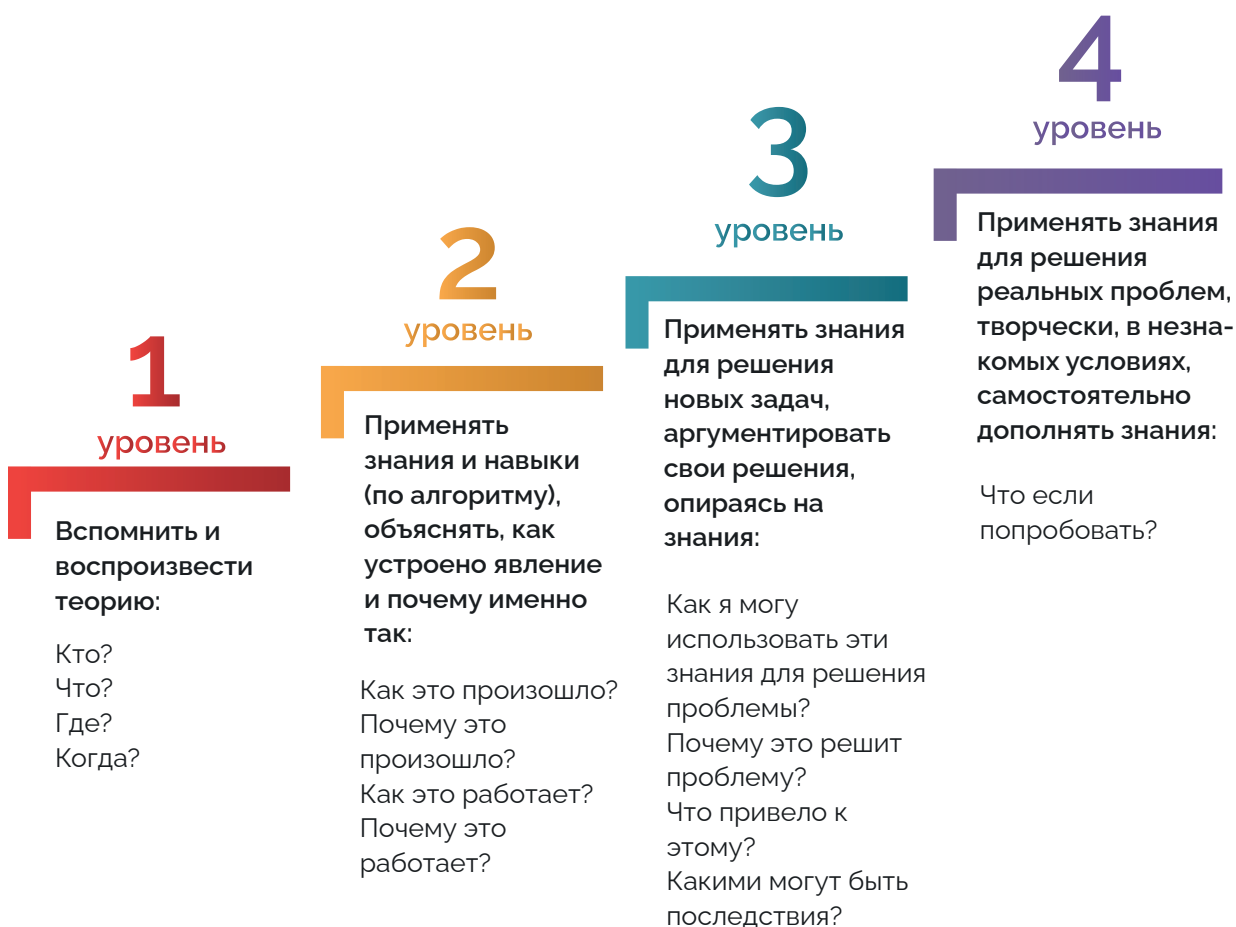 1
уровень
Вспомнить и
воспроизвести
теорию:
Кто?
Что?
Где?
Когда?
2
уровень
Применять
знания и навыки
(по алгоритму),
объяснять, как
устроено явление
и почему именно
так:
Как это произошло?
Почему это
произошло?
Как это работает?
Почему это
работает?
3
уровень
Применять знания
для решения
новых задач,
аргументировать
свои решения,
опираясь на
знания:
Как я могу
использовать эти
знания для решения
проблемы?
Почему это решит
проблему?
Что привело к
этому?
Какими могут быть
последствия?
4
уровень
Применять знания
для решения
реальных проблем,
творчески, в незна-
комых условиях,
самостоятельно
дополнять знания:
Что если
попробовать?